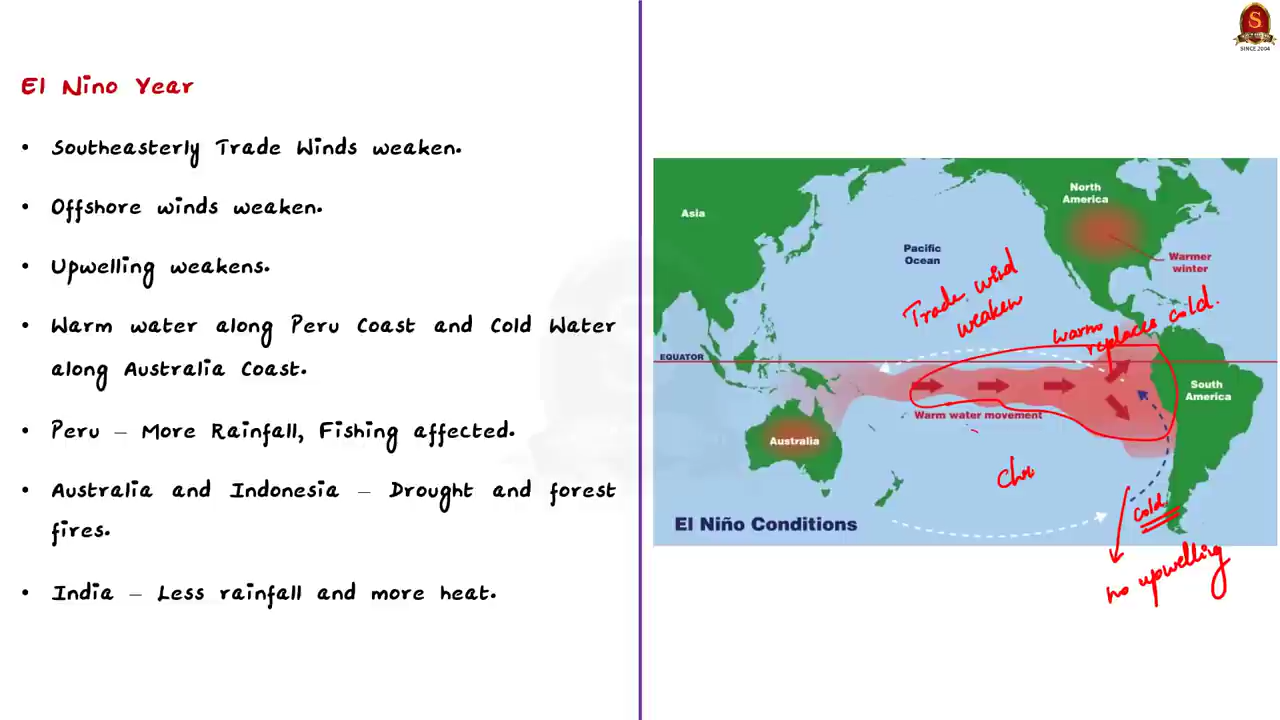 El Nino Year
• Southeasterly Trade Winds weaken.
• Offshore winds weaken.
• Upwelling weakens.
• Warm water along Peru Coast and Cold Water
along Australia Coast.
• Peru – More Rainfall, Fishing affected.
• Australia and Indonesia – Drought and forest
fires.
• India – Less rainfall and more heat.
S
SINCE 2004
Asia
North
America
Pacific
Ocean
Warmer
winter
Trade wind
weaken
warm
replaces cold.
EQUATOR
South
America
Warm water movement
Australia
Cho
cold
El Niño Conditions
no upwelling